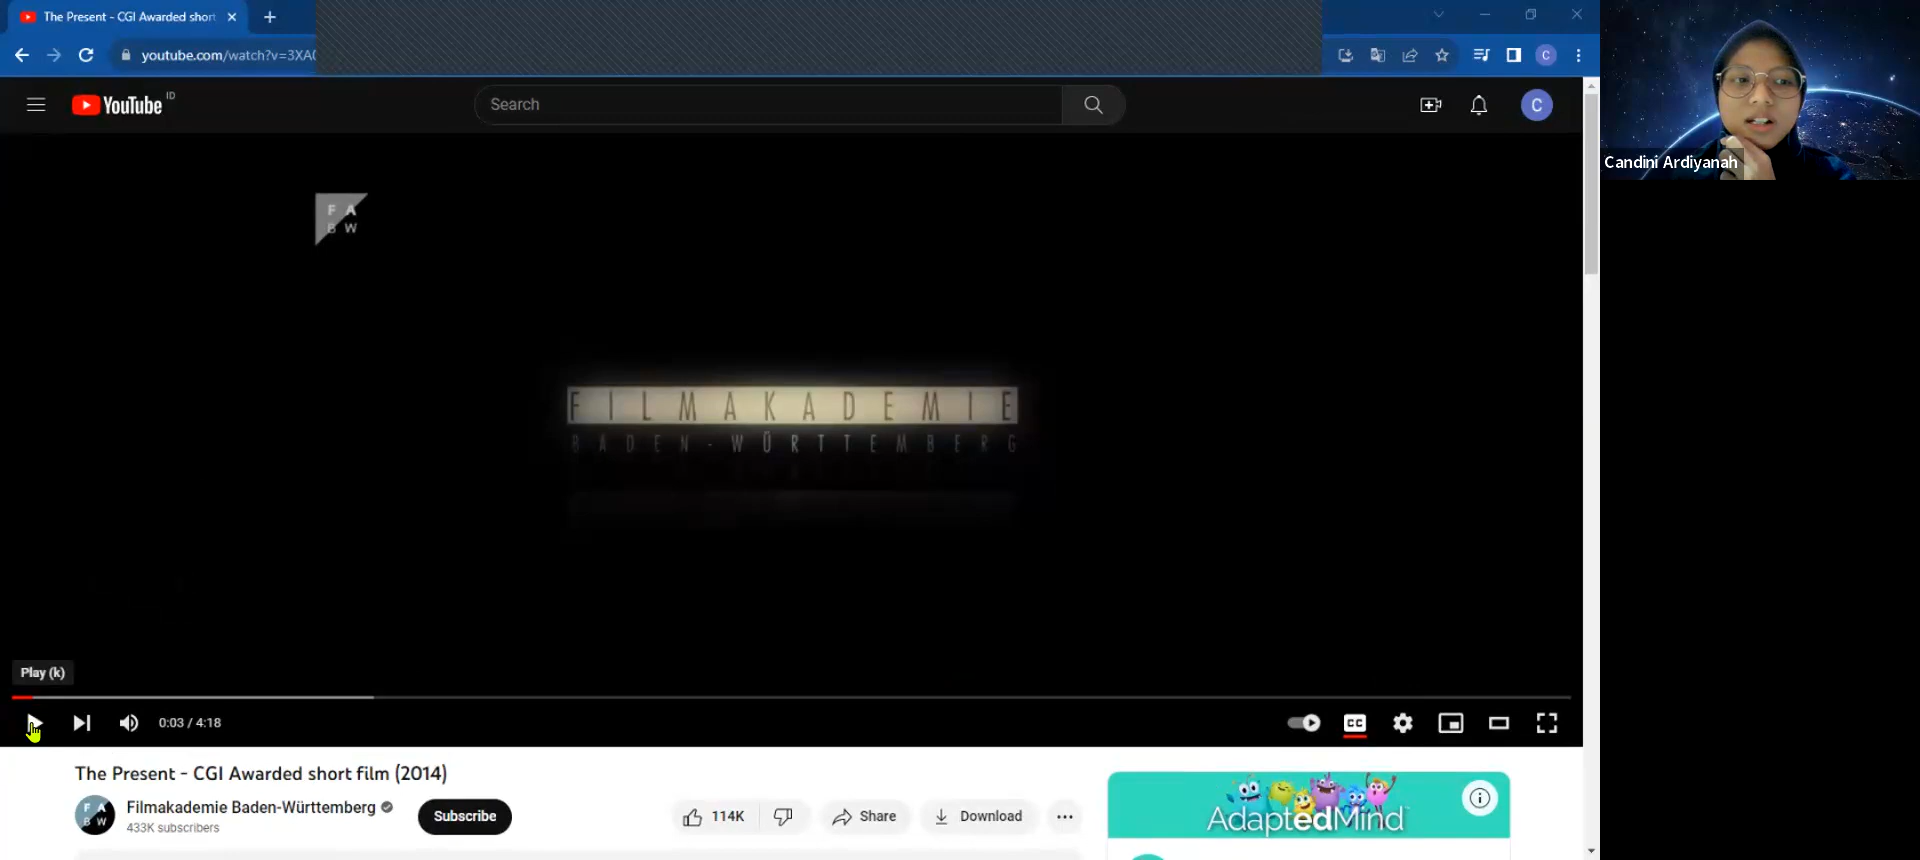 The Present - CGI Awarded short
youtube.com/watch?v=3XA
C
YouTube ID
Search
C
Candini Ardiyanah
F A
B W
FILMAKADEMIE
BADEN-WÜRTTEMBERG
Play (k)
0:03 / 4:18
CC
The Present - CGI Awarded short film (2014)
F A
B W
Filmakademie Baden-Württemberg
433K subscribers
Subscribe
114K
Share
Download
AdaptedMind